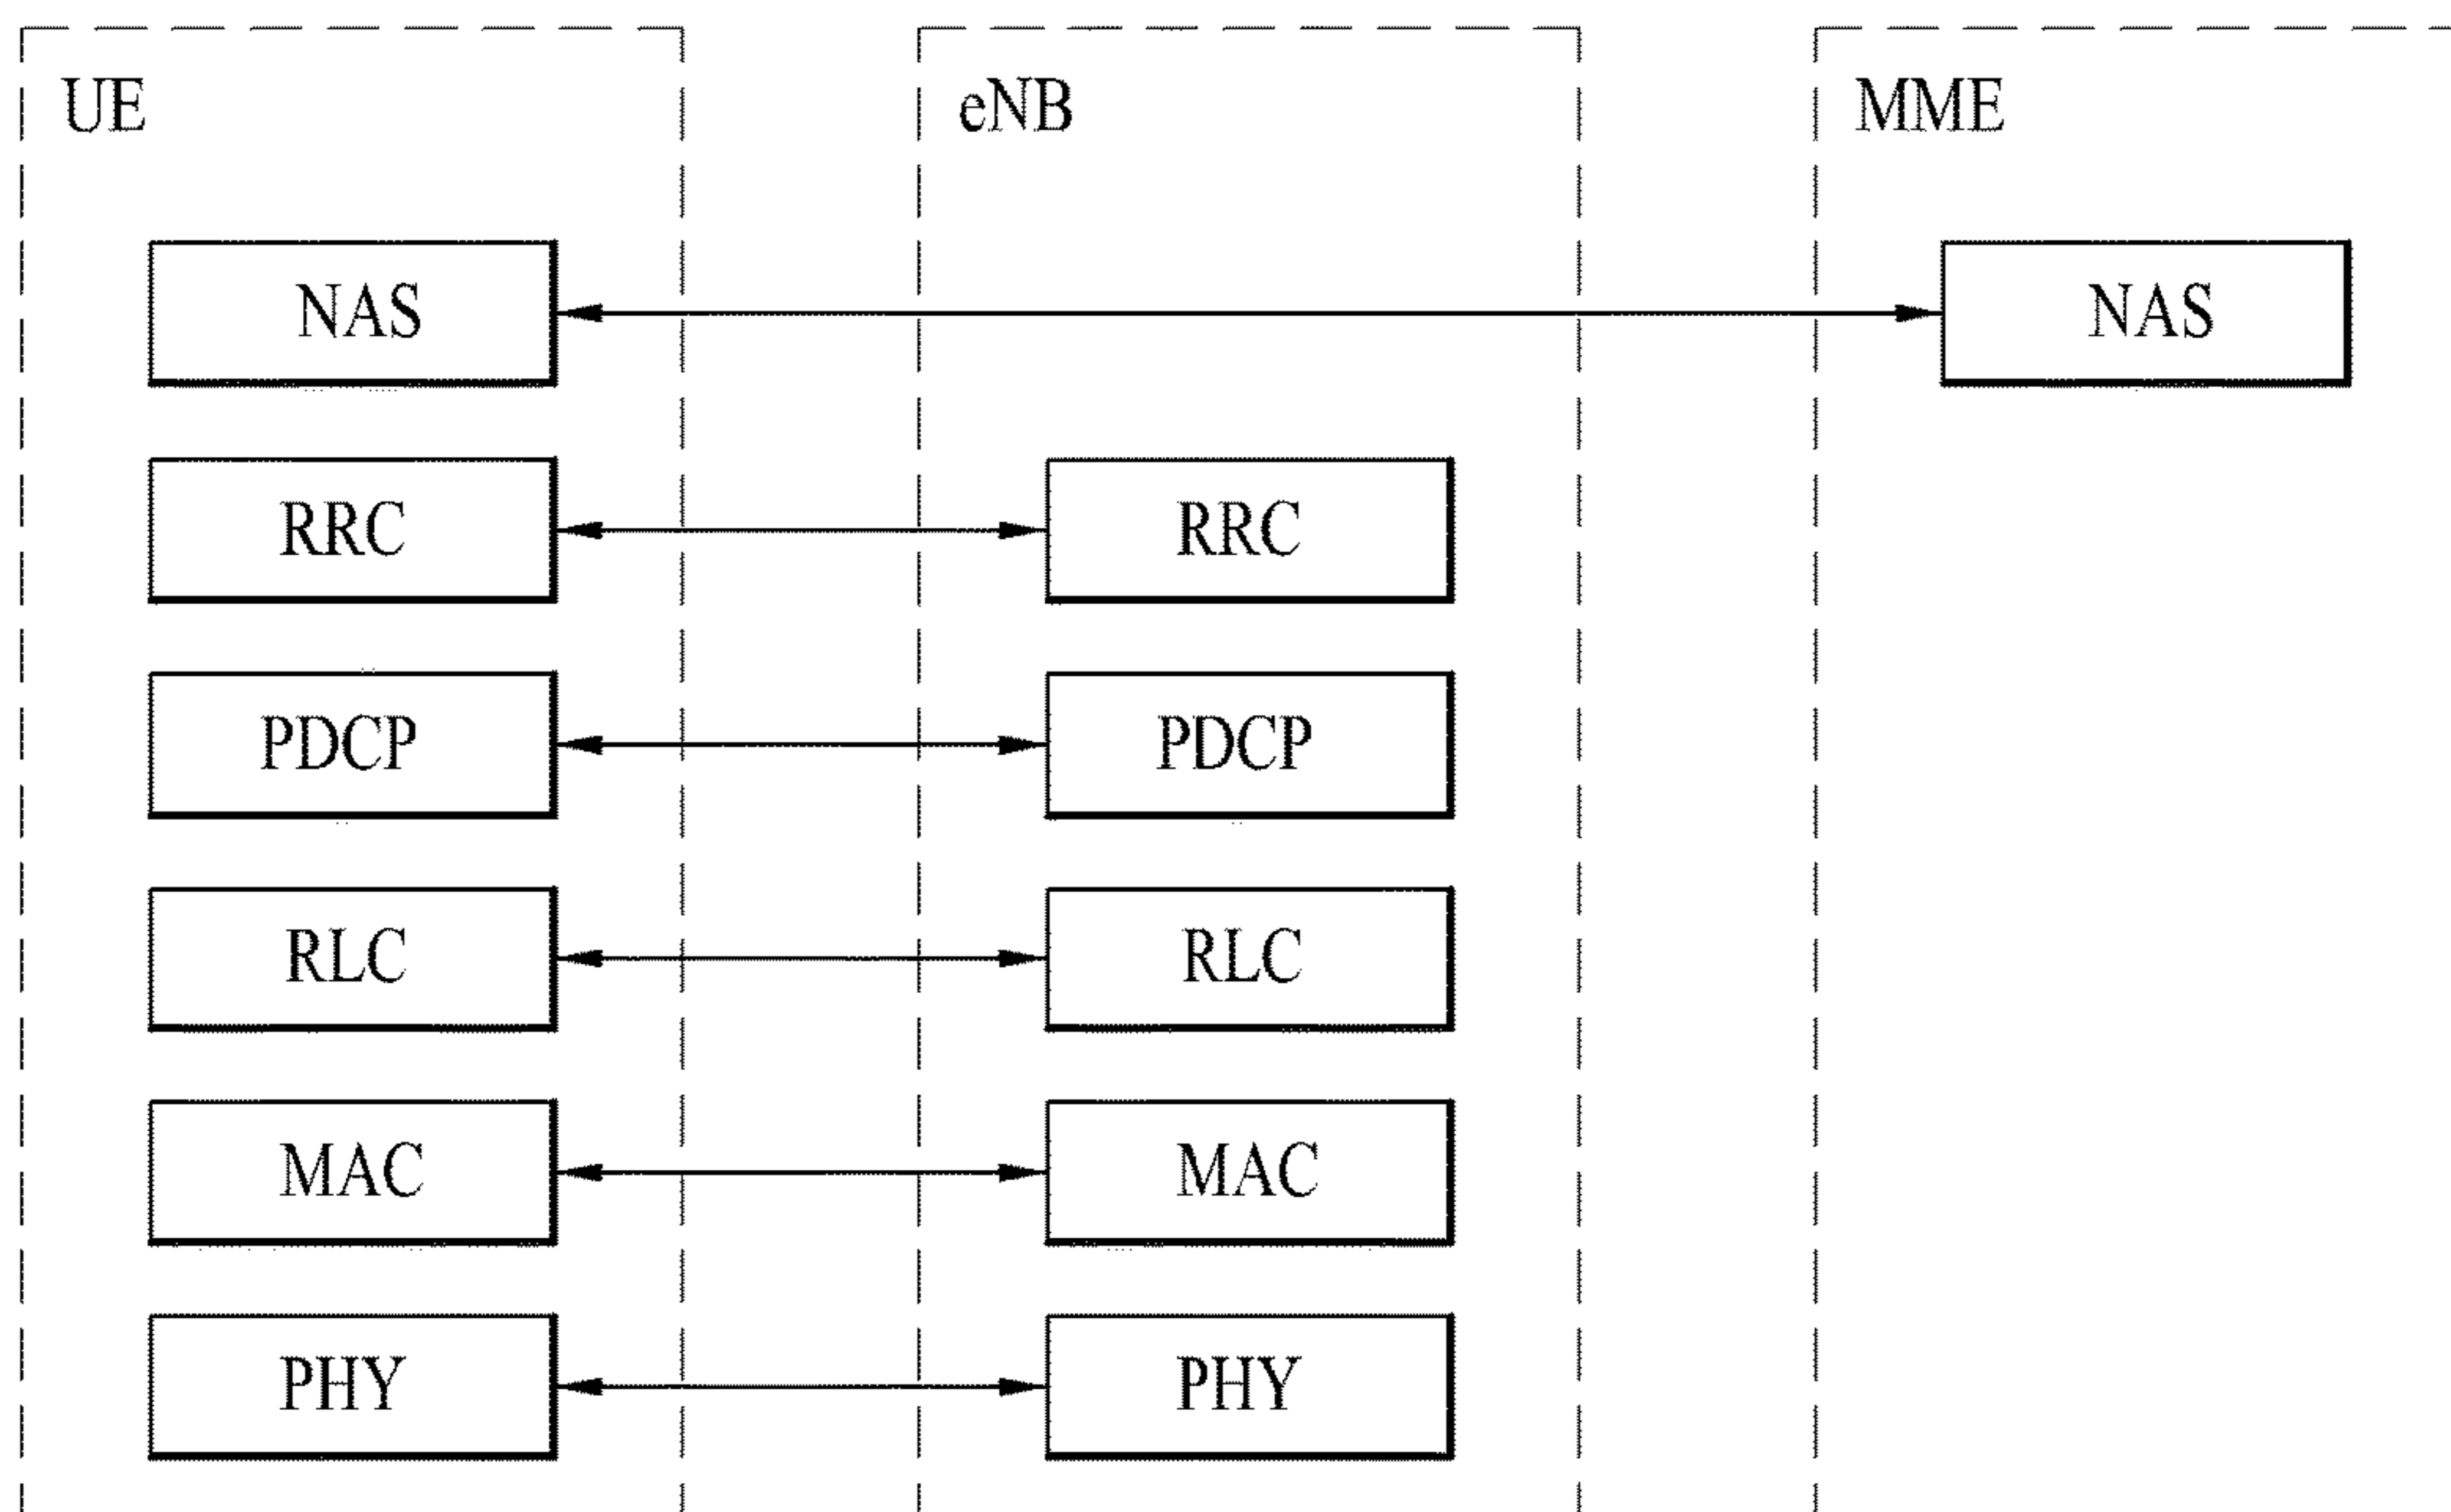 UE eNB MME
NAS NAS
RRC RRC
PDCP PDCP
RLC RLC
MAC MAC
PHY PHY